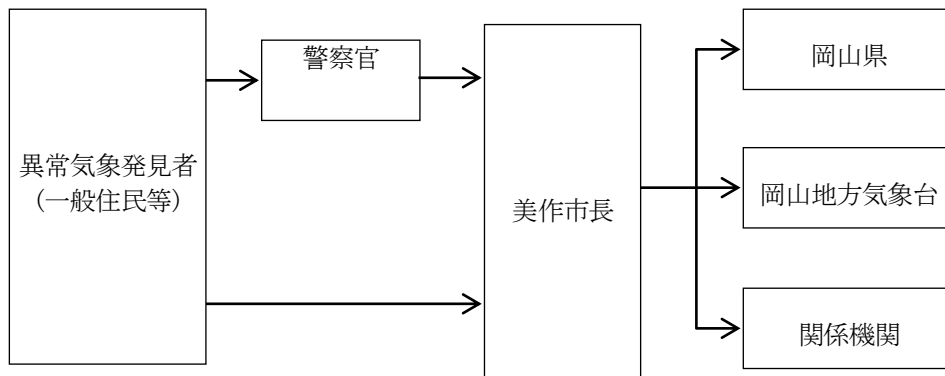 異常気象発見者
（一般住民等）
警察官
美作市長
岡山県
岡山地方気象台
関係機関